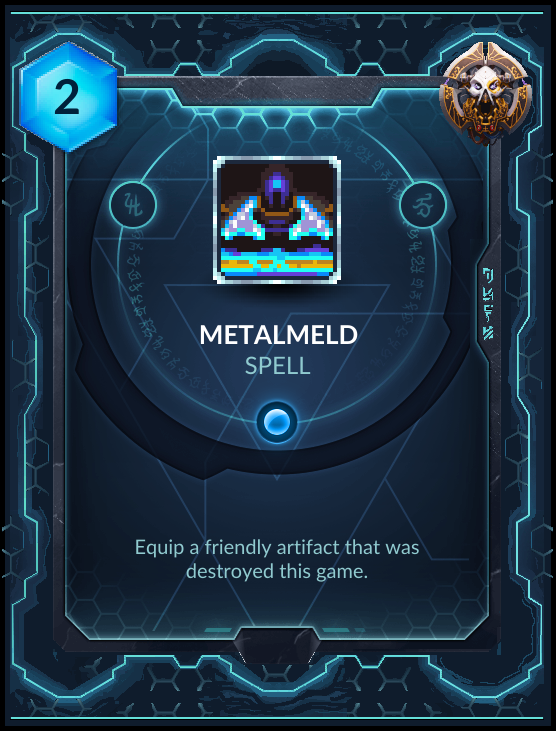 2
METALMELD
SPELL
Equip a friendly artifact that was
destroyed this game.